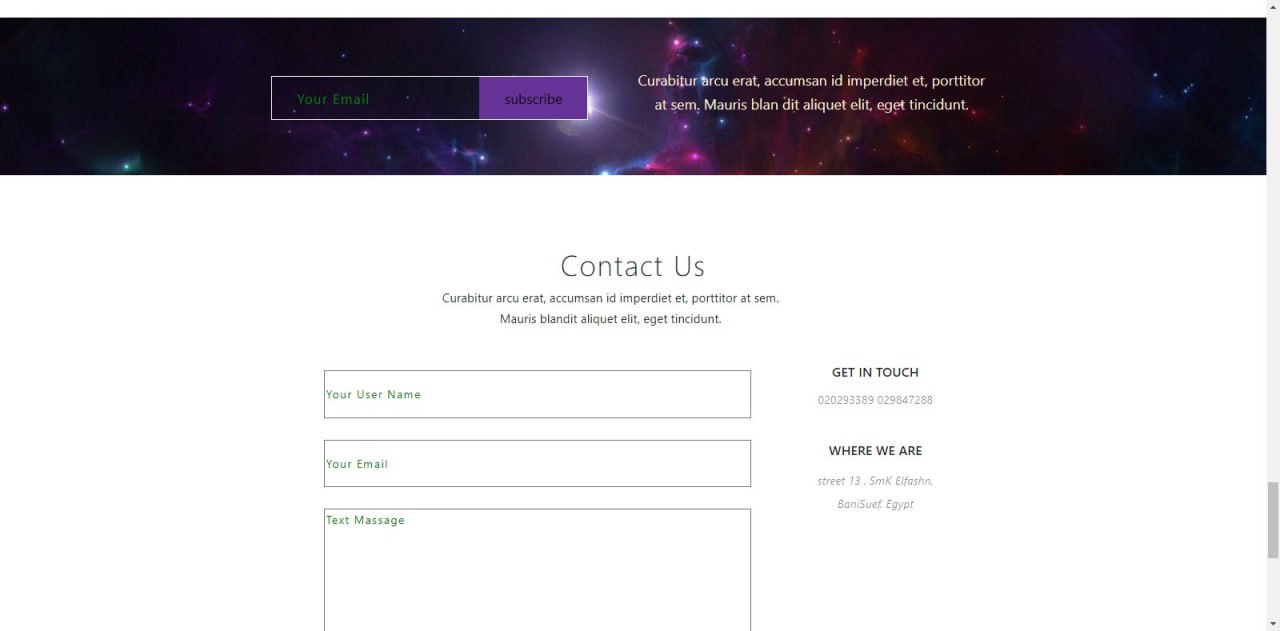 Your Email
subscribe
Curabitur arcu erat, accumsan id imperdiet et, porttitor
at sem. Mauris blan dit aliquet elit, eget tincidunt.
Contact Us
Curabitur arcu erat, accumsan id imperdiet et, porttitor at sem.
Mauris blandit aliquet elit, eget tincidunt.
Your User Name
Your Email
Text Massage
GET IN TOUCH
020293389 029847288
WHERE WE ARE
street 13 . SmK Elfashn,
BaniSuef, Egypt